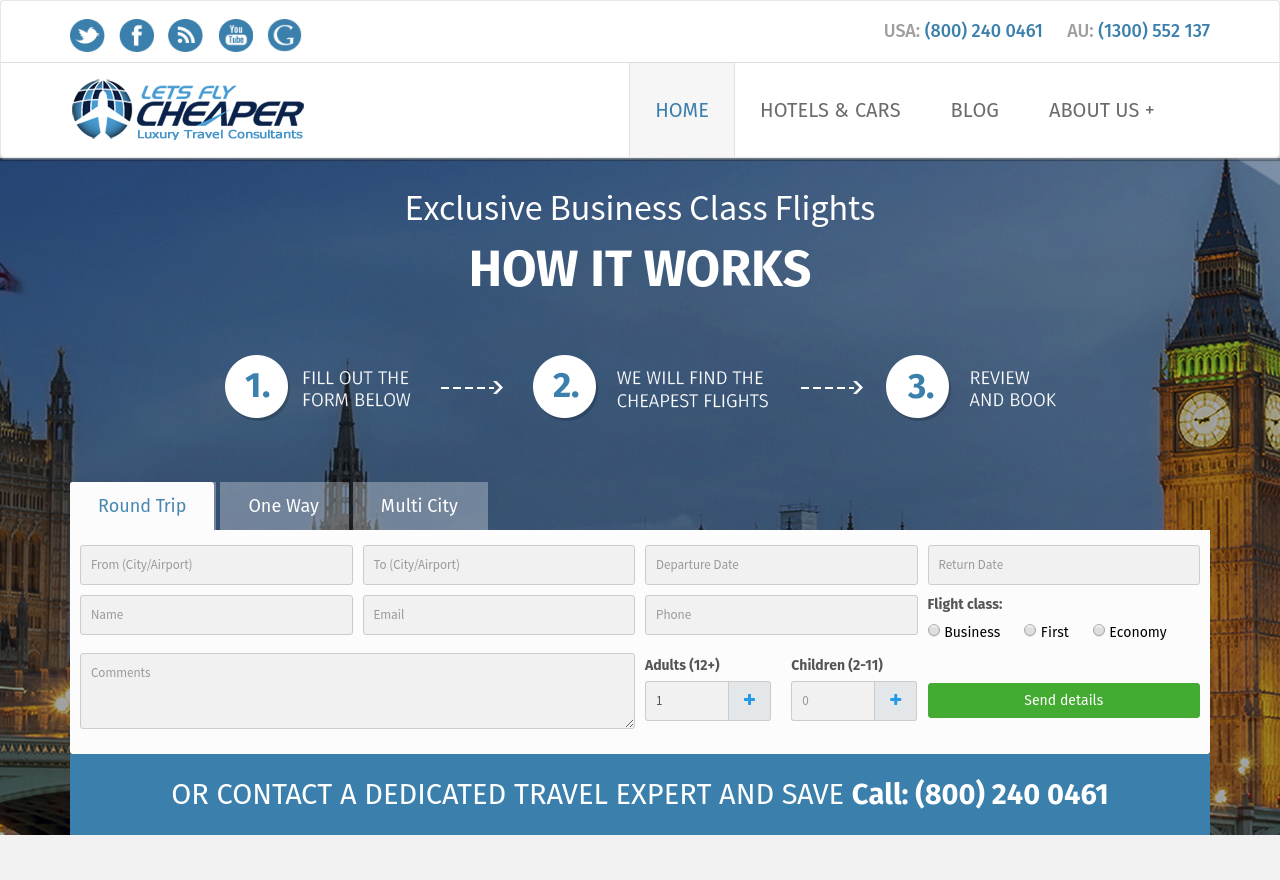 You Tube
G
USA: (800) 240 0461 AU: (1300) 552 137
LETS FLY
CHEAPER
Luxury Travel Consultants
HOME HOTELS & CARS BLOG ABOUT US +
Exclusive Business Class Flights
HOW IT WORKS
1. FILL OUT THE
FORM BELOW
2. WE WILL FIND THE
CHEAPEST FLIGHTS
3. REVIEW
AND BOOK
Round Trip One Way Multi City
From (City/Airport) To (City/Airport) Departure Date Return Date
Name Email Phone Flight class:
Business First Economy
Comments Adults (12+) Children (2-11)
1 + 0 + Send details
OR CONTACT A DEDICATED TRAVEL EXPERT AND SAVE Call: (800) 240 0461